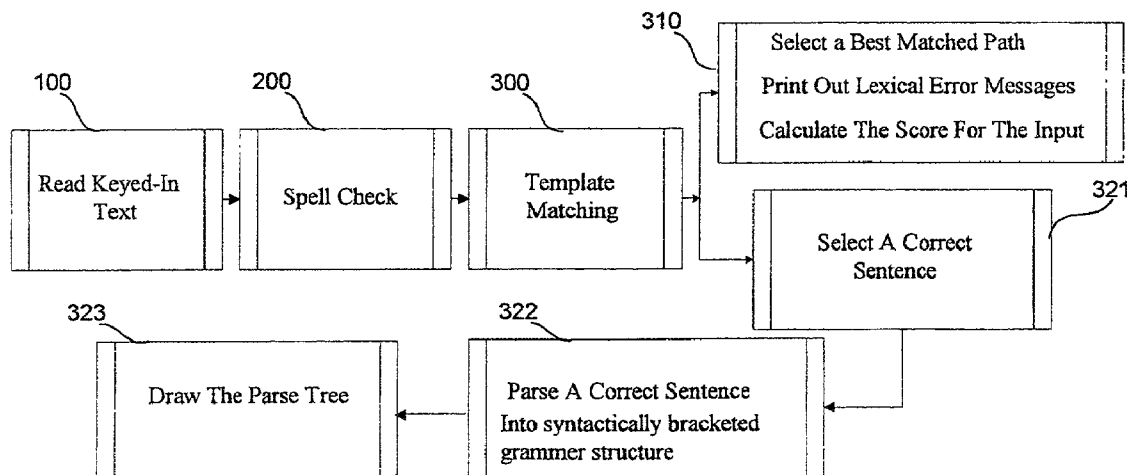 310
Select a Best Matched Path
Print Out Lexical Error Messages
Calculate The Score For The Input
100
Read Keyed-In
Text
200
Spell Check
300
Template
Matching
321
Select A Correct
Sentence
322
Parse A Correct Sentence
Into syntactically bracketed
grammer structure
323
Draw The Parse Tree